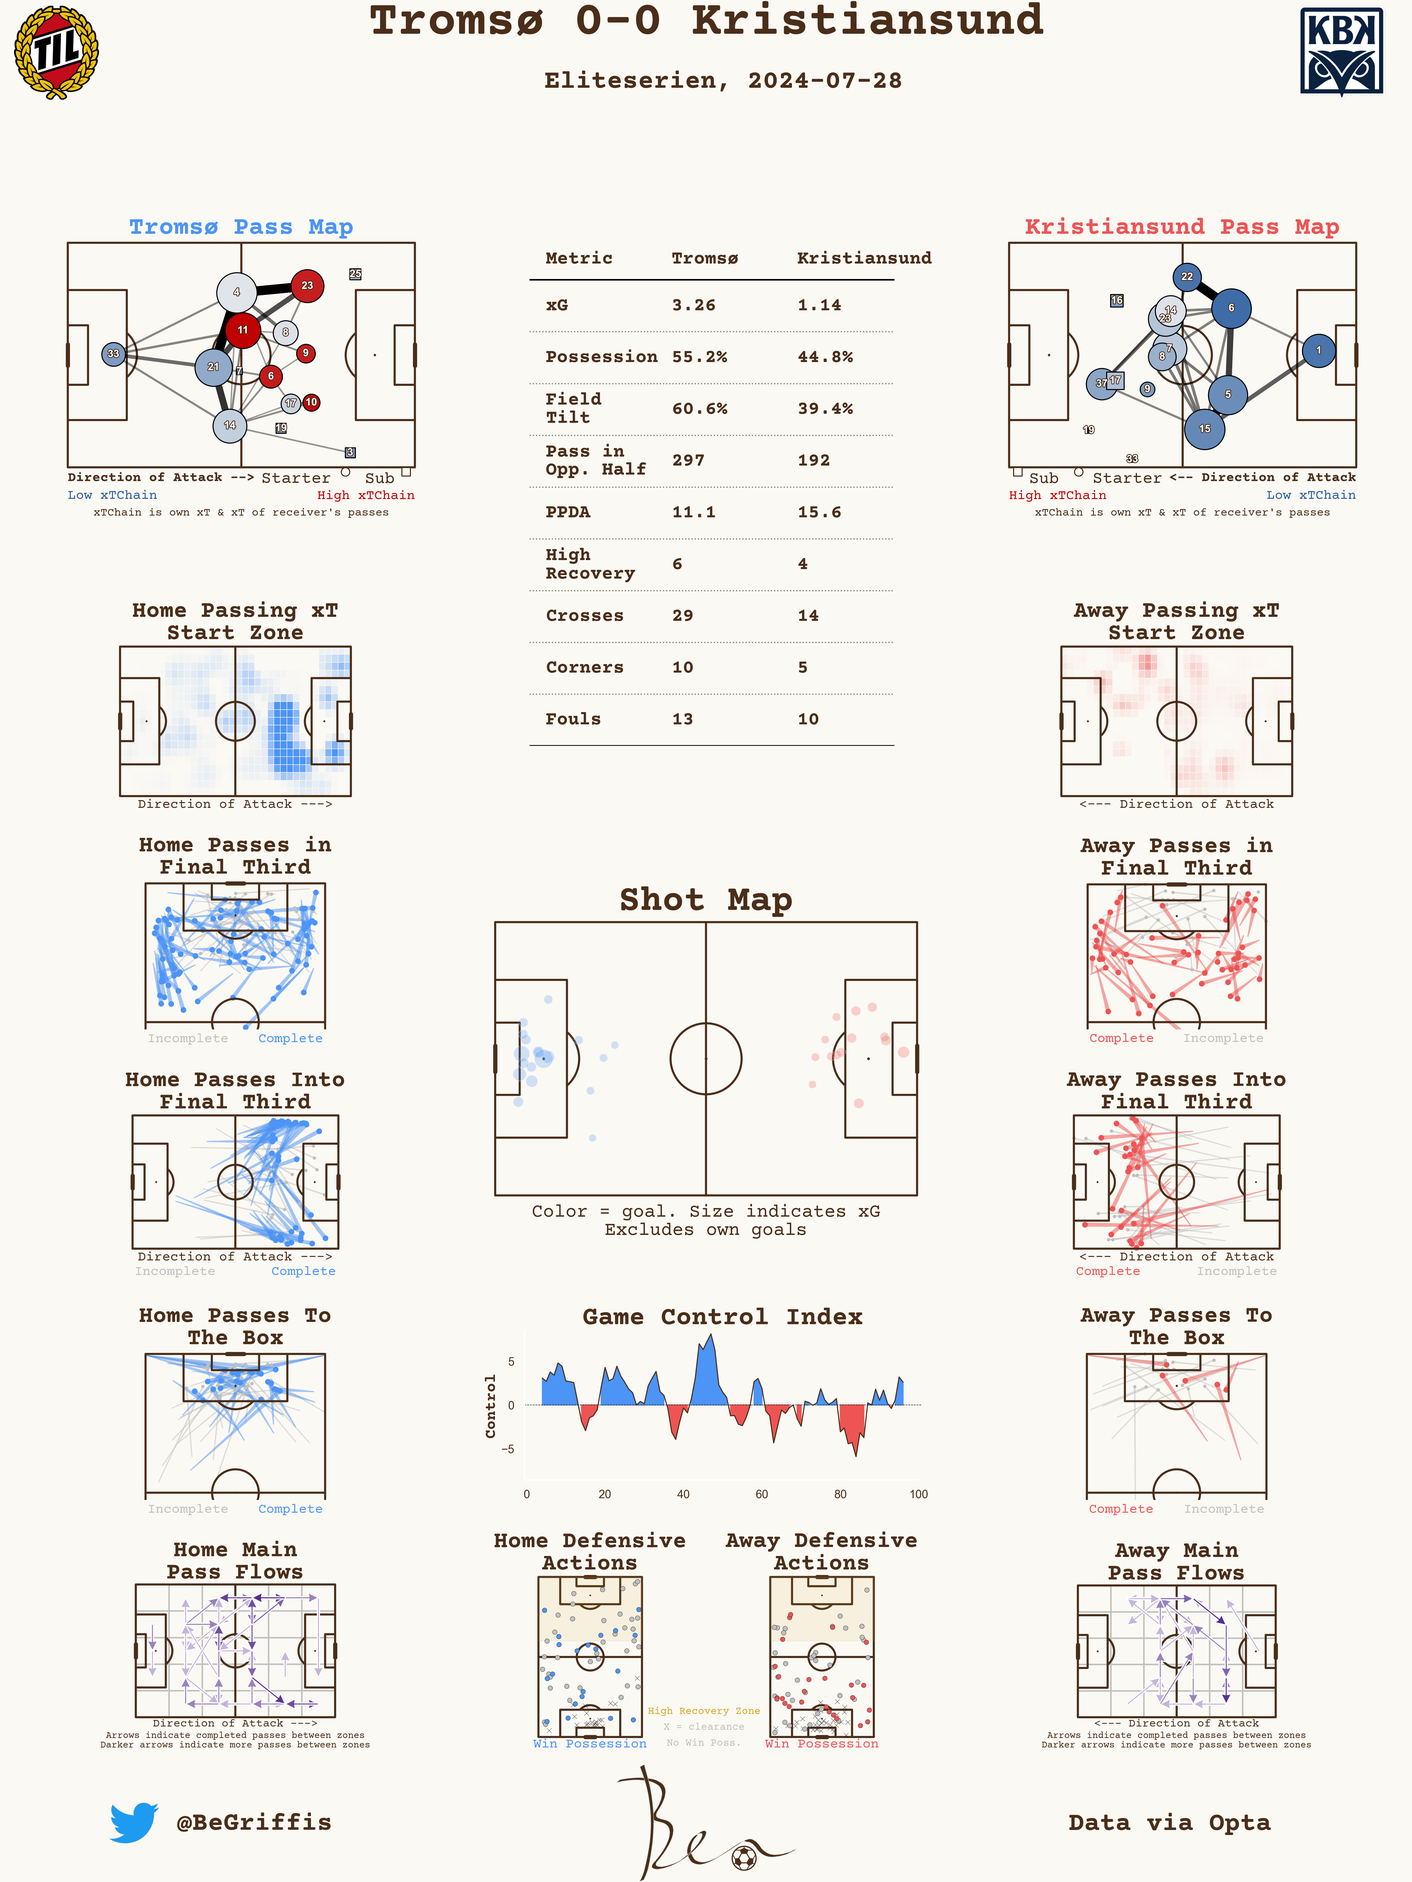 Tromsø 0-0 Kristiansund
Eliteserien, 2024-07-28
TIL
KBK
Tromsø Pass Map
25
4
23
11
8
33
9
21
7
6
17
10
14
19
3
Direction of Attack --> Starter Sub
Low xTChain High xTChain
xTChain is own xT & xT of receiver's passes
Metric Tromsø Kristiansund
xG 3.26 1.14
Possession 55.2% 44.8%
Field
Tilt 60.6% 39.4%
Pass in
Opp. Half 297 192
PPDA 11.1 15.6
High
Recovery 6 4
Crosses 29 14
Corners 10 5
Fouls 13 10
Kristiansund Pass Map
22
16
14
6
23
7
8
1
37
17
9
5
19
15
33
Sub Starter <-- Direction of Attack
High xTChain Low xTChain
xTChain is own xT & xT of receiver's passes
Home Passing xT
Start Zone
Direction of Attack --->
Away Passing xT
Start Zone
<--- Direction of Attack
Home Passes in
Final Third
Incomplete Complete
Away Passes in
Final Third
Complete Incomplete
Shot Map
Color = goal. Size indicates xG
Excludes own goals
Home Passes Into
Final Third
Direction of Attack --->
Incomplete Complete
Away Passes Into
Final Third
<--- Direction of Attack
Complete Incomplete
Home Passes To
The Box
Incomplete Complete
Game Control Index
Control
5
0
−5
0 20 40 60 80 100
Away Passes To
The Box
Complete Incomplete
Home Main
Pass Flows
Direction of Attack --->
Arrows indicate completed passes between zones
Darker arrows indicate more passes between zones
Home Defensive
Actions
Win Possession
Away Defensive
Actions
Win Possession
High Recovery Zone
X = clearance
No Win Poss.
Away Main
Pass Flows
<--- Direction of Attack
Arrows indicate completed passes between zones
Darker arrows indicate more passes between zones
@BeGriffis
Ben
Data via Opta